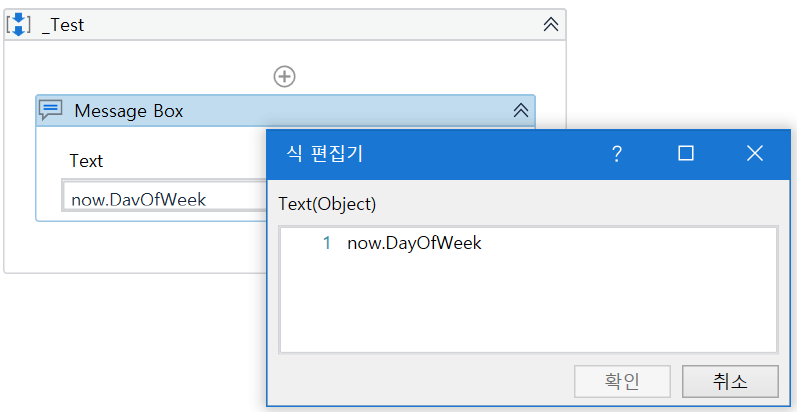 _Test
Message Box
Text
now.DayOfWeek
식 편집기
?
Text(Object)
1 now.DayOfWeek
확인 취소